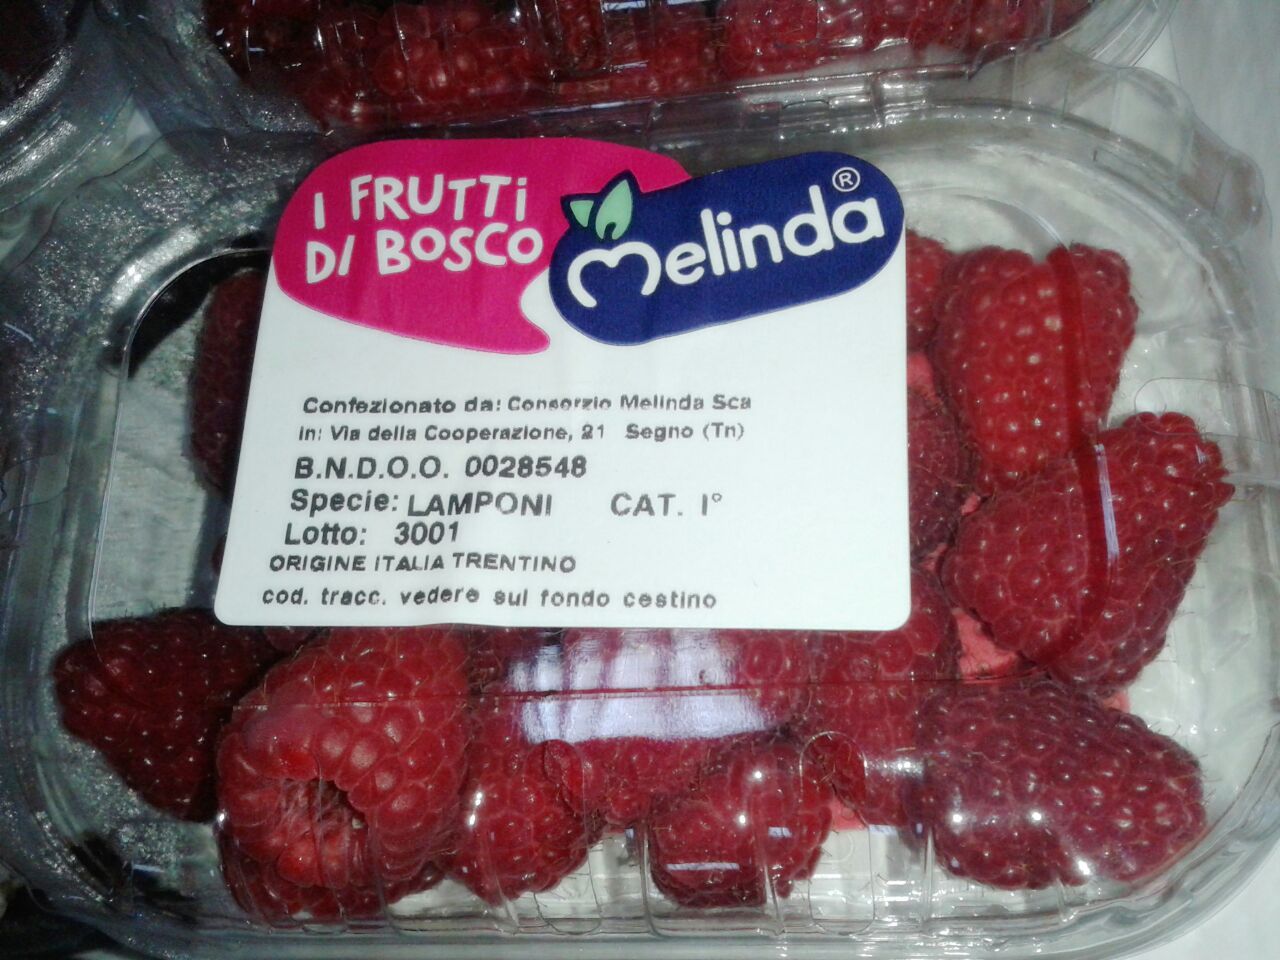 I FRUTTI
DI BOSCO
melinda®
Confezionato da: Consorzio Melinda Sca
in: Via della Cooperazione, 21 Segno (Tn)
B.N.D.O.O. 0028548
Specie: LAMPONI CAT. I°
Lotto: 3001
ORIGINE ITALIA TRENTINO
cod. tracc. vedere sul fondo cestino